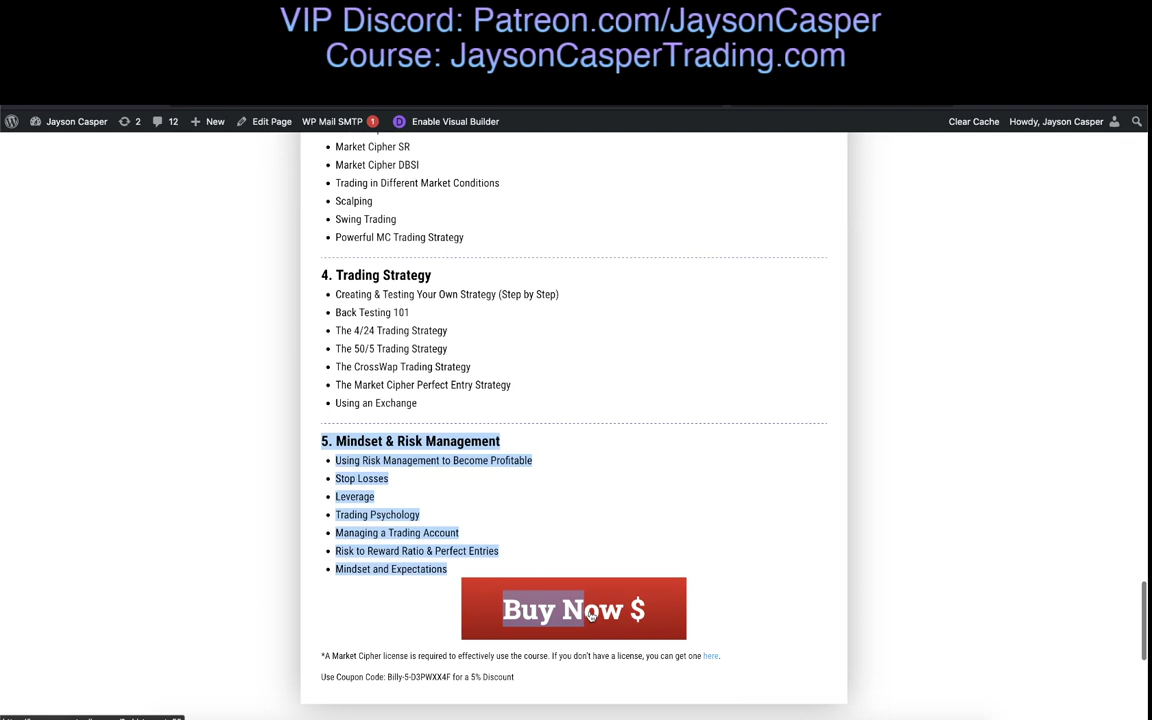 VIP Discord: Patreon.com/JaysonCasper
Course: JaysonCasperTrading.com
Jayson Casper 2 12 New Edit Page WP Mail SMTP 1 D Enable Visual Builder Clear Cache Howdy, Jayson Casper
• Market Cipher SR
• Market Cipher DBSI
• Trading in Different Market Conditions
• Scalping
• Swing Trading
• Powerful MC Trading Strategy
4. Trading Strategy
• Creating & Testing Your Own Strategy (Step by Step)
• Back Testing 101
• The 4/24 Trading Strategy
• The 50/5 Trading Strategy
• The CrossWap Trading Strategy
• The Market Cipher Perfect Entry Strategy
• Using an Exchange
5. Mindset & Risk Management
• Using Risk Management to Become Profitable
• Stop Losses
• Leverage
• Trading Psychology
• Managing a Trading Account
• Risk to Reward Ratio & Perfect Entries
• Mindset and Expectations
Buy Now $
*A Market Cipher license is required to effectively use the course. If you don't have a license, you can get one here.
Use Coupon Code: Billy-5-D3PWXX4F for a 5% Discount